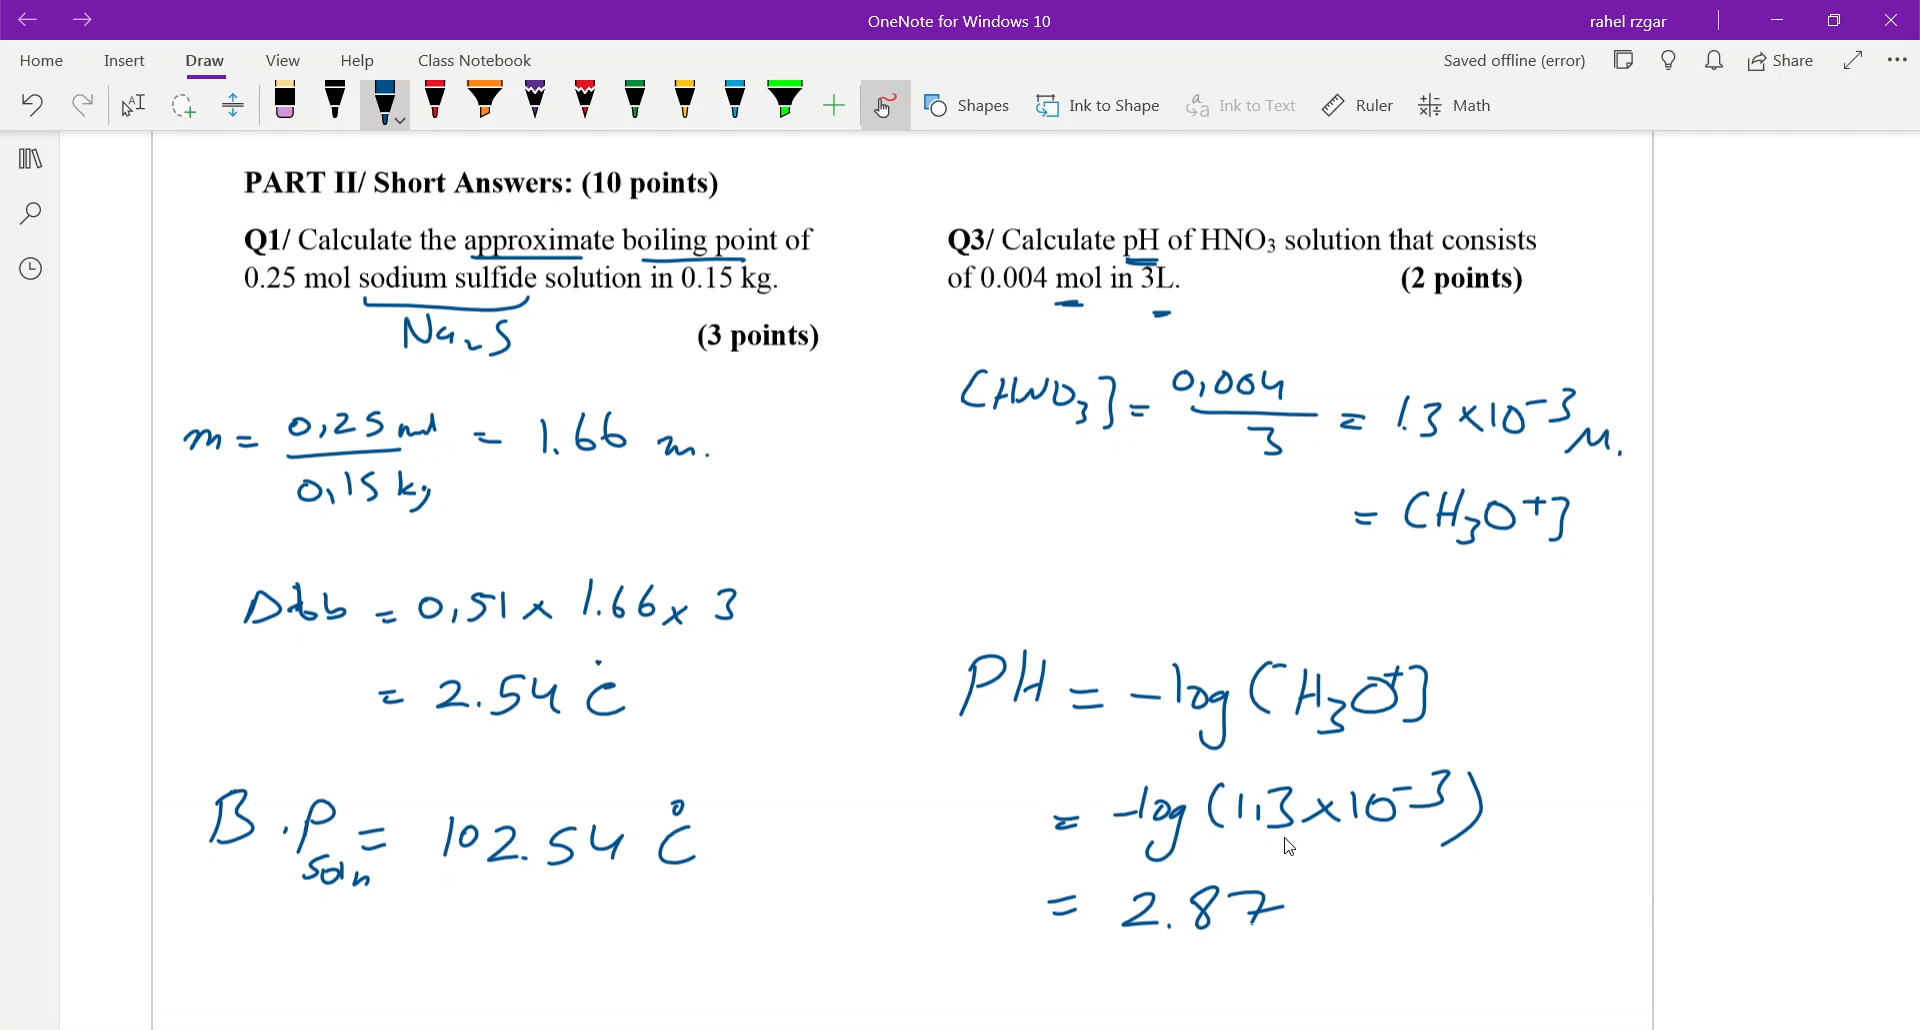 OneNote for Windows 10
rahel rzgar
Home Insert Draw View Help Class Notebook
Saved offline (error) Share
Shapes Ink to Shape Ink to Text Ruler Math
PART II/ Short Answers: (10 points)
Q1/ Calculate the approximate boiling point of
0.25 mol sodium sulfide solution in 0.15 kg.
Na₂S
(3 points)
m = 0,25 mol / 0,15 kg = 1.66 m.
Δtb = 0,51 x 1.66 x 3
= 2.54 °C
B.P soln = 102.54 °C
Q3/ Calculate pH of HNO₃ solution that consists
of 0.004 mol in 3L. (2 points)
[HNO₃] = 0,004 / 3 = 1.3 x 10⁻³ M.
= [H₃O⁺]
PH = -log [H₃O⁺]
= -log (1,3 x 10⁻³)
= 2.87